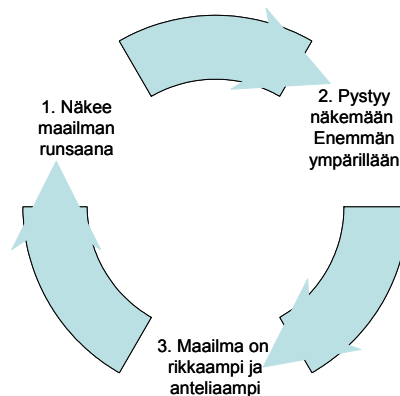 1. Näkee
maailman
runsaana
2. Pystyy
näkemään
Enemmän
ympärillään
3. Maailma on
rikkaampi ja
anteliaampi